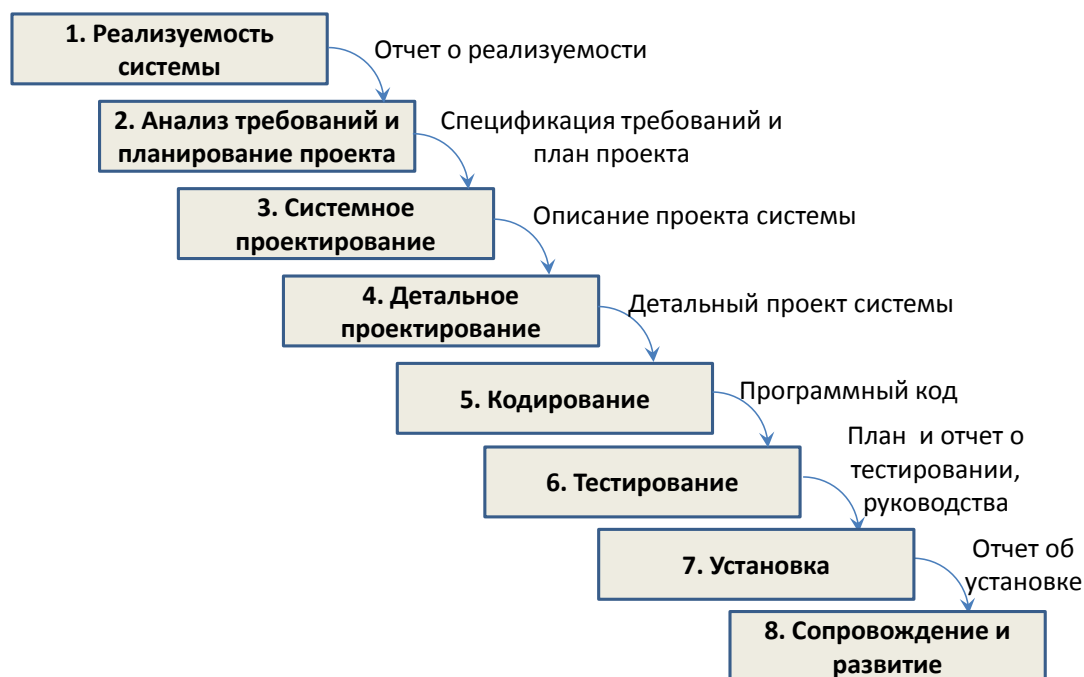 1. Реализуемость
системы
Отчет о реализуемости
2. Анализ требований и
планирование проекта
Спецификация требований и
план проекта
3. Системное
проектирование
Описание проекта системы
4. Детальное
проектирование
Детальный проект системы
5. Кодирование
Программный код
6. Тестирование
План и отчет о
тестировании,
руководства
7. Установка
Отчет об
установке
8. Сопровождение и
развитие